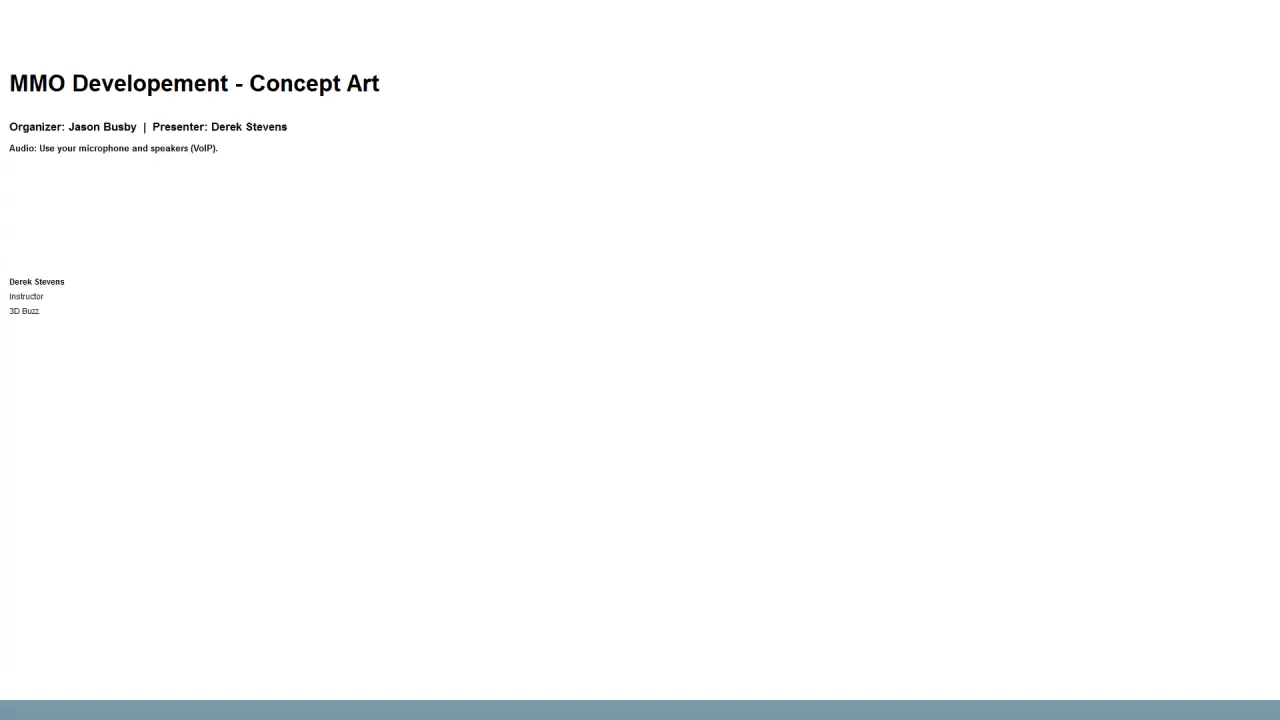 MMO Developement - Concept Art
Organizer: Jason Busby | Presenter: Derek Stevens
Audio: Use your microphone and speakers (VoIP).
Derek Stevens
Instructor
3D Buzz